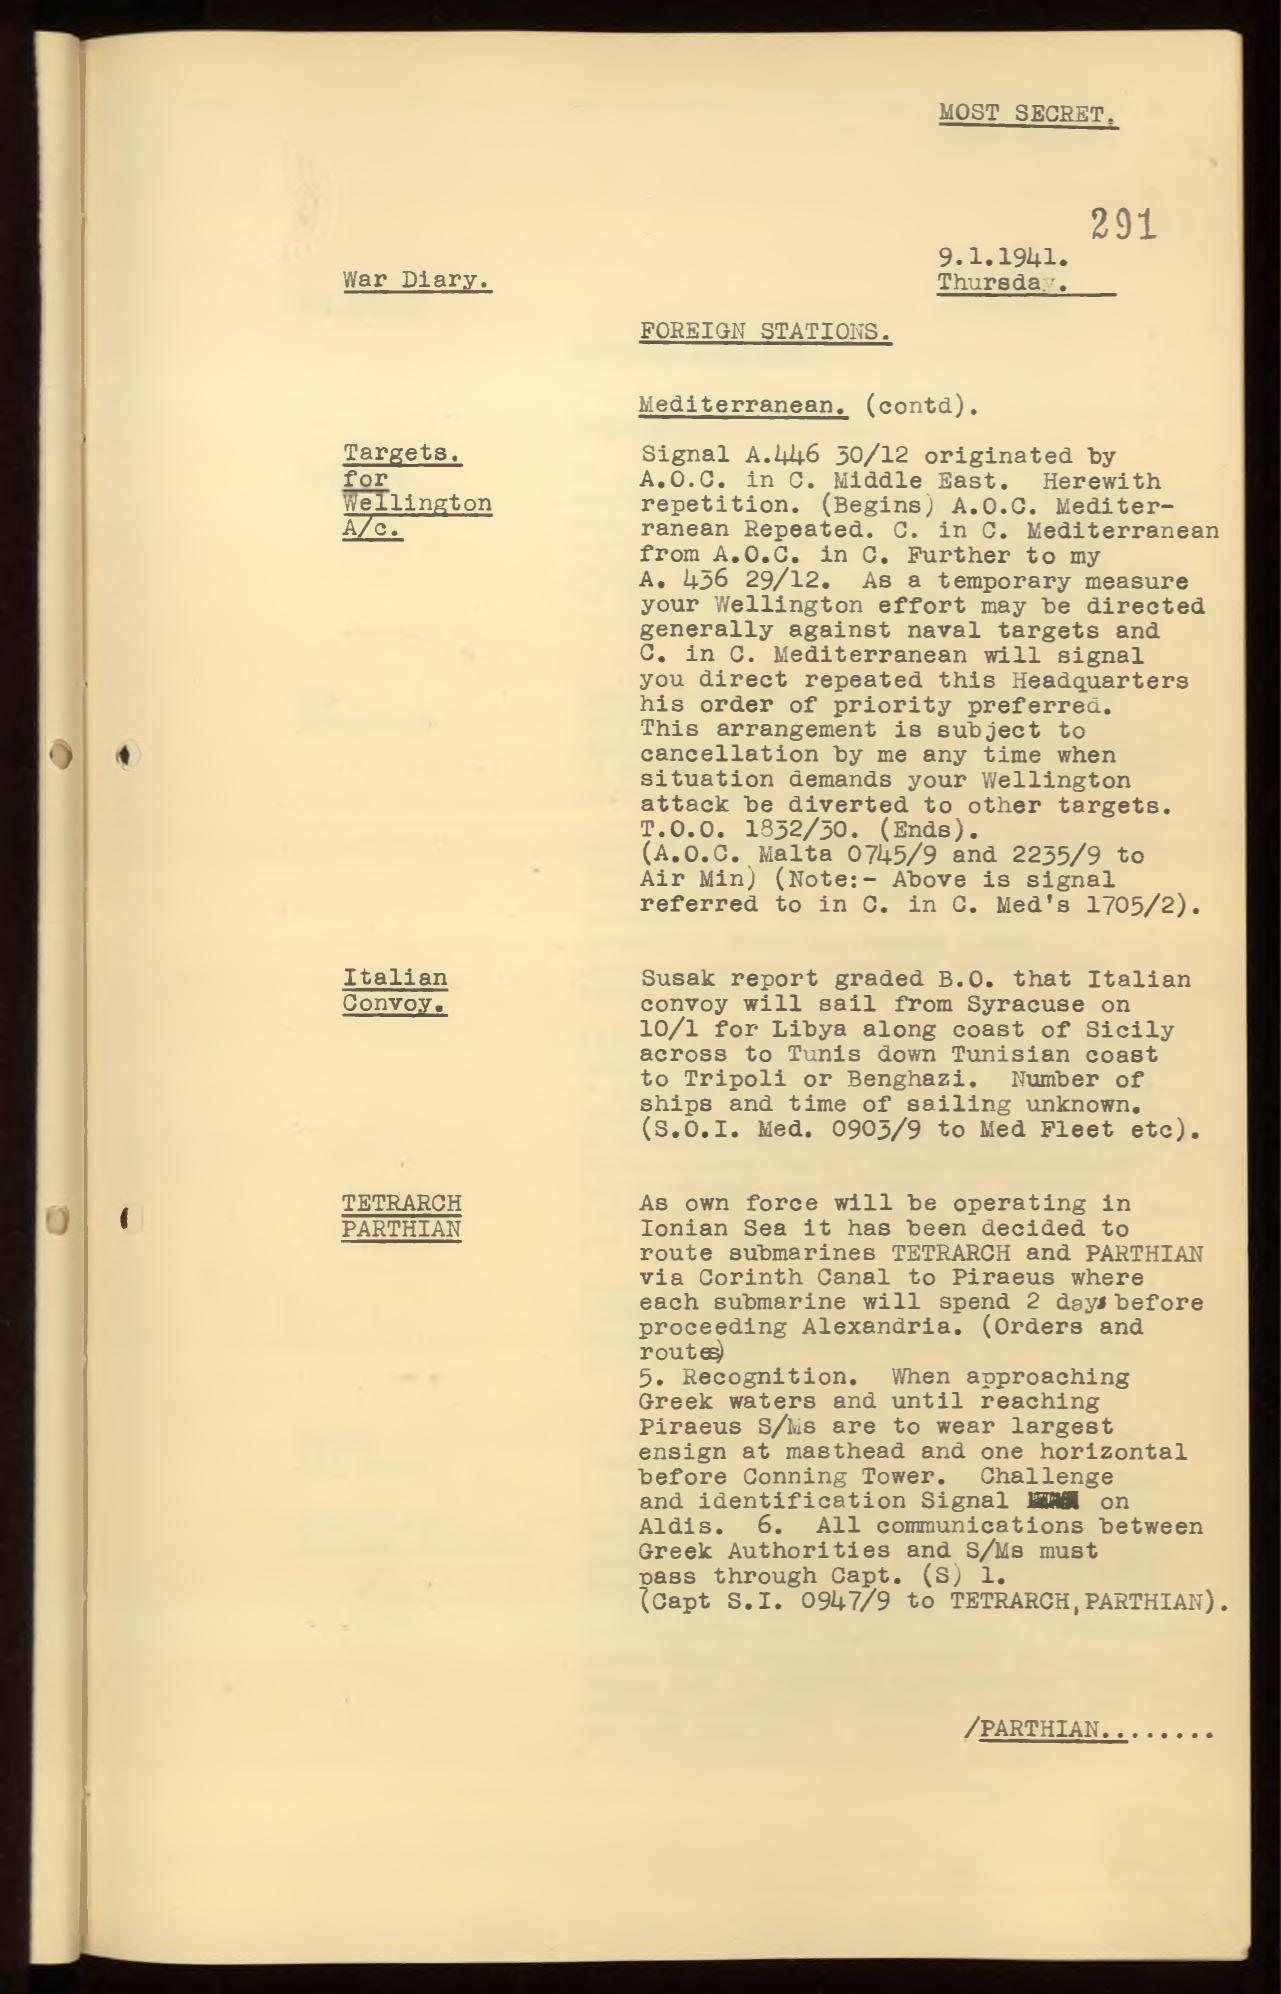 MOST SECRET.
291
9.1.1941.
War Diary.
Thursday.
FOREIGN STATIONS.
Mediterranean. (contd).
Targets.
for
Wellington
A/c.
Signal A.446 30/12 originated by
A.O.C. in C. Middle East. Herewith
repetition. (Begins) A.O.C. Mediter-
ranean Repeated. C. in C. Mediterranean
from A.O.C. in C. Further to my
A. 436 29/12. As a temporary measure
your Wellington effort may be directed
generally against naval targets and
C. in C. Mediterranean will signal
you direct repeated this Headquarters
his order of priority preferred.
This arrangement is subject to
cancellation by me any time when
situation demands your Wellington
attack be diverted to other targets.
T.O.O. 1832/30. (Ends).
(A.O.C. Malta 0745/9 and 2235/9 to
Air Min) (Note:- Above is signal
referred to in C. in C. Med's 1705/2).
Italian
Convoy.
Susak report graded B.O. that Italian
convoy will sail from Syracuse on
10/1 for Libya along coast of Sicily
across to Tunis down Tunisian coast
to Tripoli or Benghazi. Number of
ships and time of sailing unknown.
(S.O.I. Med. 0903/9 to Med Fleet etc).
TETRARCH
PARTHIAN
As own force will be operating in
Ionian Sea it has been decided to
route submarines TETRARCH and PARTHIAN
via Corinth Canal to Piraeus where
each submarine will spend 2 days before
proceeding Alexandria. (Orders and
routes)
5. Recognition. When approaching
Greek waters and until reaching
Piraeus S/Ms are to wear largest
ensign at masthead and one horizontal
before Conning Tower. Challenge
and identification Signal on
Aldis. 6. All communications between
Greek Authorities and S/Ms must
pass through Capt. (S) 1.
(Capt S.I. 0947/9 to TETRARCH,PARTHIAN).
/PARTHIAN........